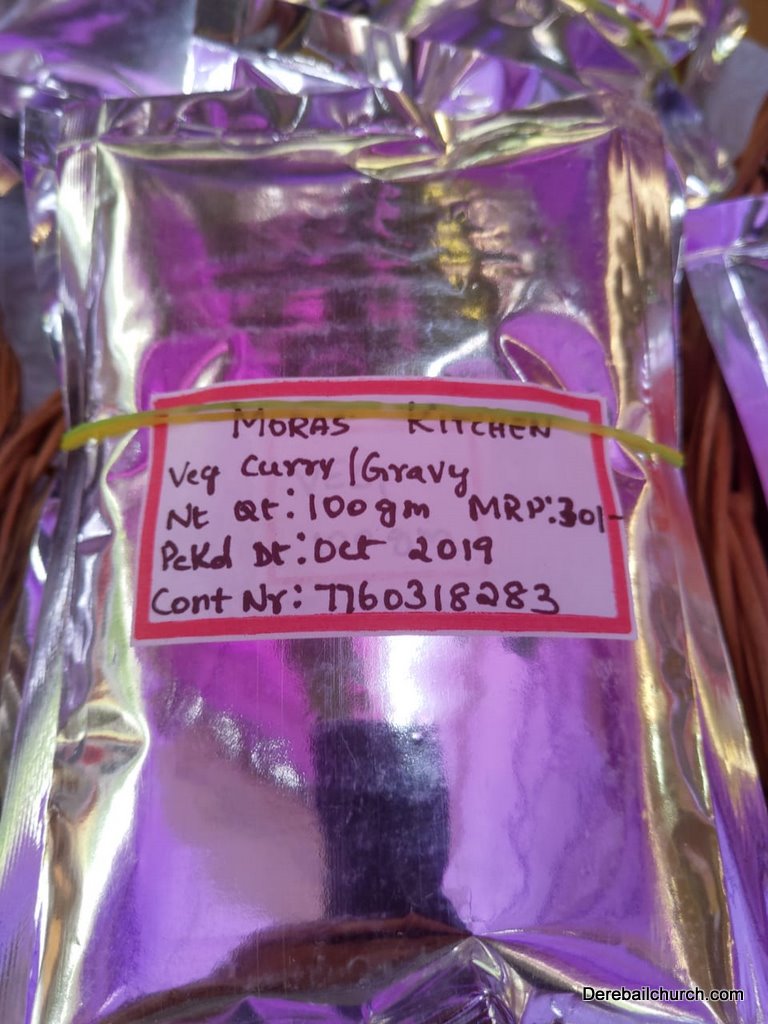 MORAS KITCHEN
Veg Curry/Gravy
Nt Qt: 100gm MRP:30/-
Pckd Dt: Oct 2019
Cont Nr: 7760318283
Derebailchurch.com